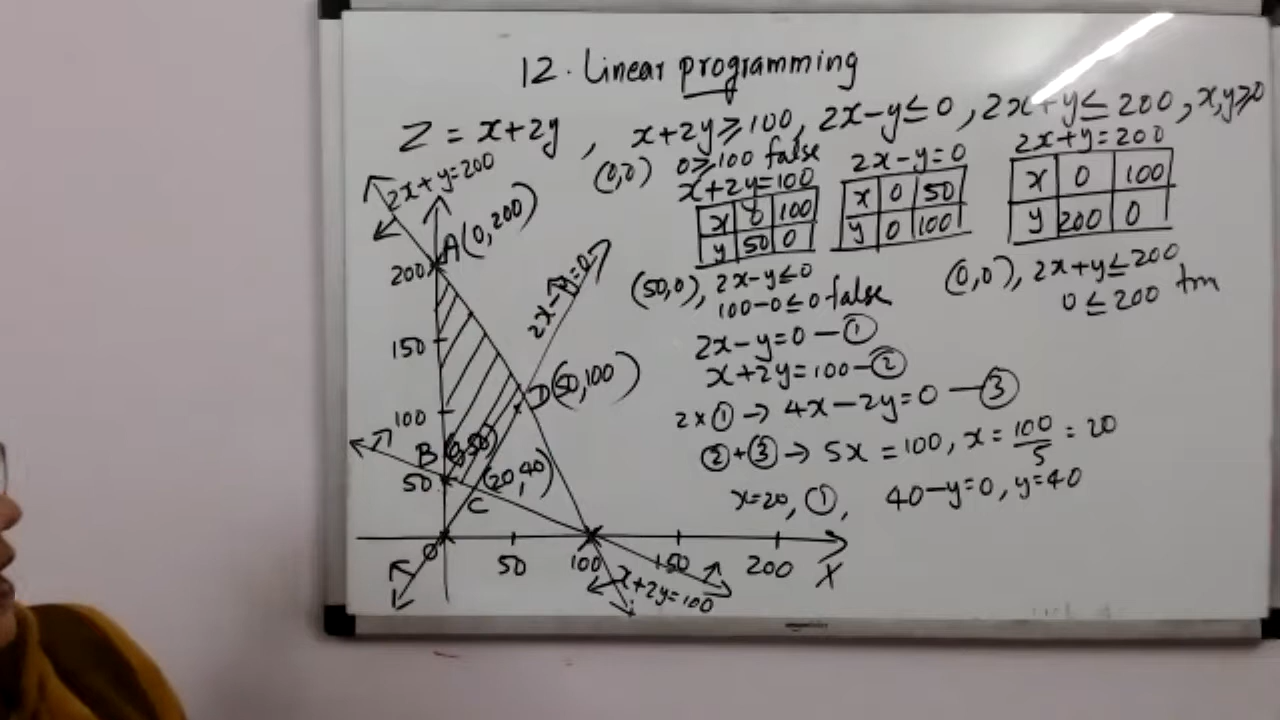 12. Linear programming
Z = x+2y, x+2y ≥ 100, 2x-y ≤ 0, 2x+y ≤ 200, x,y ≥ 0
(0,0) 0 ≥ 100 false
x+2y=100
x 0 100
y 50 0
2x-y=0
x 0 50
y 0 100
2x+y=200
x 0 100
y 200 0
(50,0), 2x-y ≤ 0
100-0 ≤ 0 false
(0,0), 2x+y ≤ 200
0 ≤ 200
2x-y=0 — ①
x+2y=100 — ②
2×① → 4x-2y=0 — ③
②+③ → 5x = 100, x = 100/5 = 20
x=20, ①, 40-y=0, y=40
2x+y=200
A(0,200)
200
2x-y=0
150
D(50,100)
100
B
50
C
(20,40)
O
50
100
150
200
X
x+2y=100